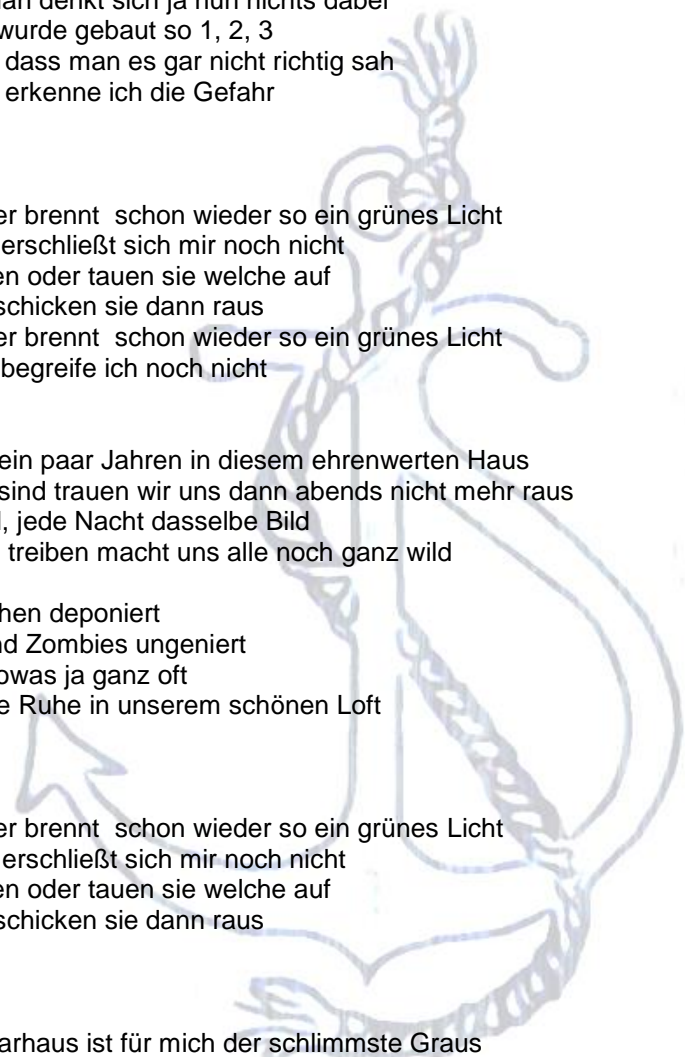 denkt sich ja nun nichts dabei
wurde gebaut so 1, 2, 3
dass man es gar nicht richtig sah
erkenne ich die Gefahr
er brennt schon wieder so ein grünes Licht
erschließt sich mir noch nicht
en oder tauen sie welche auf
schicken sie dann raus
er brennt schon wieder so ein grünes Licht
begreife ich noch nicht
ein paar Jahren in diesem ehrenwerten Haus
sind trauen wir uns dann abends nicht mehr raus
, jede Nacht dasselbe Bild
treiben macht uns alle noch ganz wild
hen deponiert
nd Zombies ungeniert
owas ja ganz oft
e Ruhe in unserem schönen Loft
er brennt schon wieder so ein grünes Licht
erschließt sich mir noch nicht
en oder tauen sie welche auf
schicken sie dann raus
arhaus ist für mich der schlimmste Graus